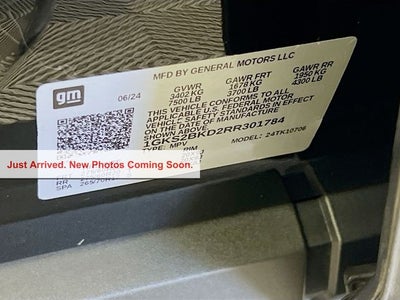 gm
MFD BY GENERAL MOTORS LLC
06/24
GVWR GAWR FRT GAWR RR
3402 KG 1678 KG 1950 KG
7500 LB 3700 LB 4300 LB
THIS VEHICLE CONFORMS TO ALL
APPLICABLE U.S. FEDERAL MOTOR
VEHICLE SAFETY STANDARDS IN EFFECT
ON THE DATE OF MANUFACTURE
SHOWN ABOVE
1GKS2BKD2RR301784
TYPE: MPV MODEL: 24TK10706
Just Arrived. New Photos Coming Soon.
RR
SPA